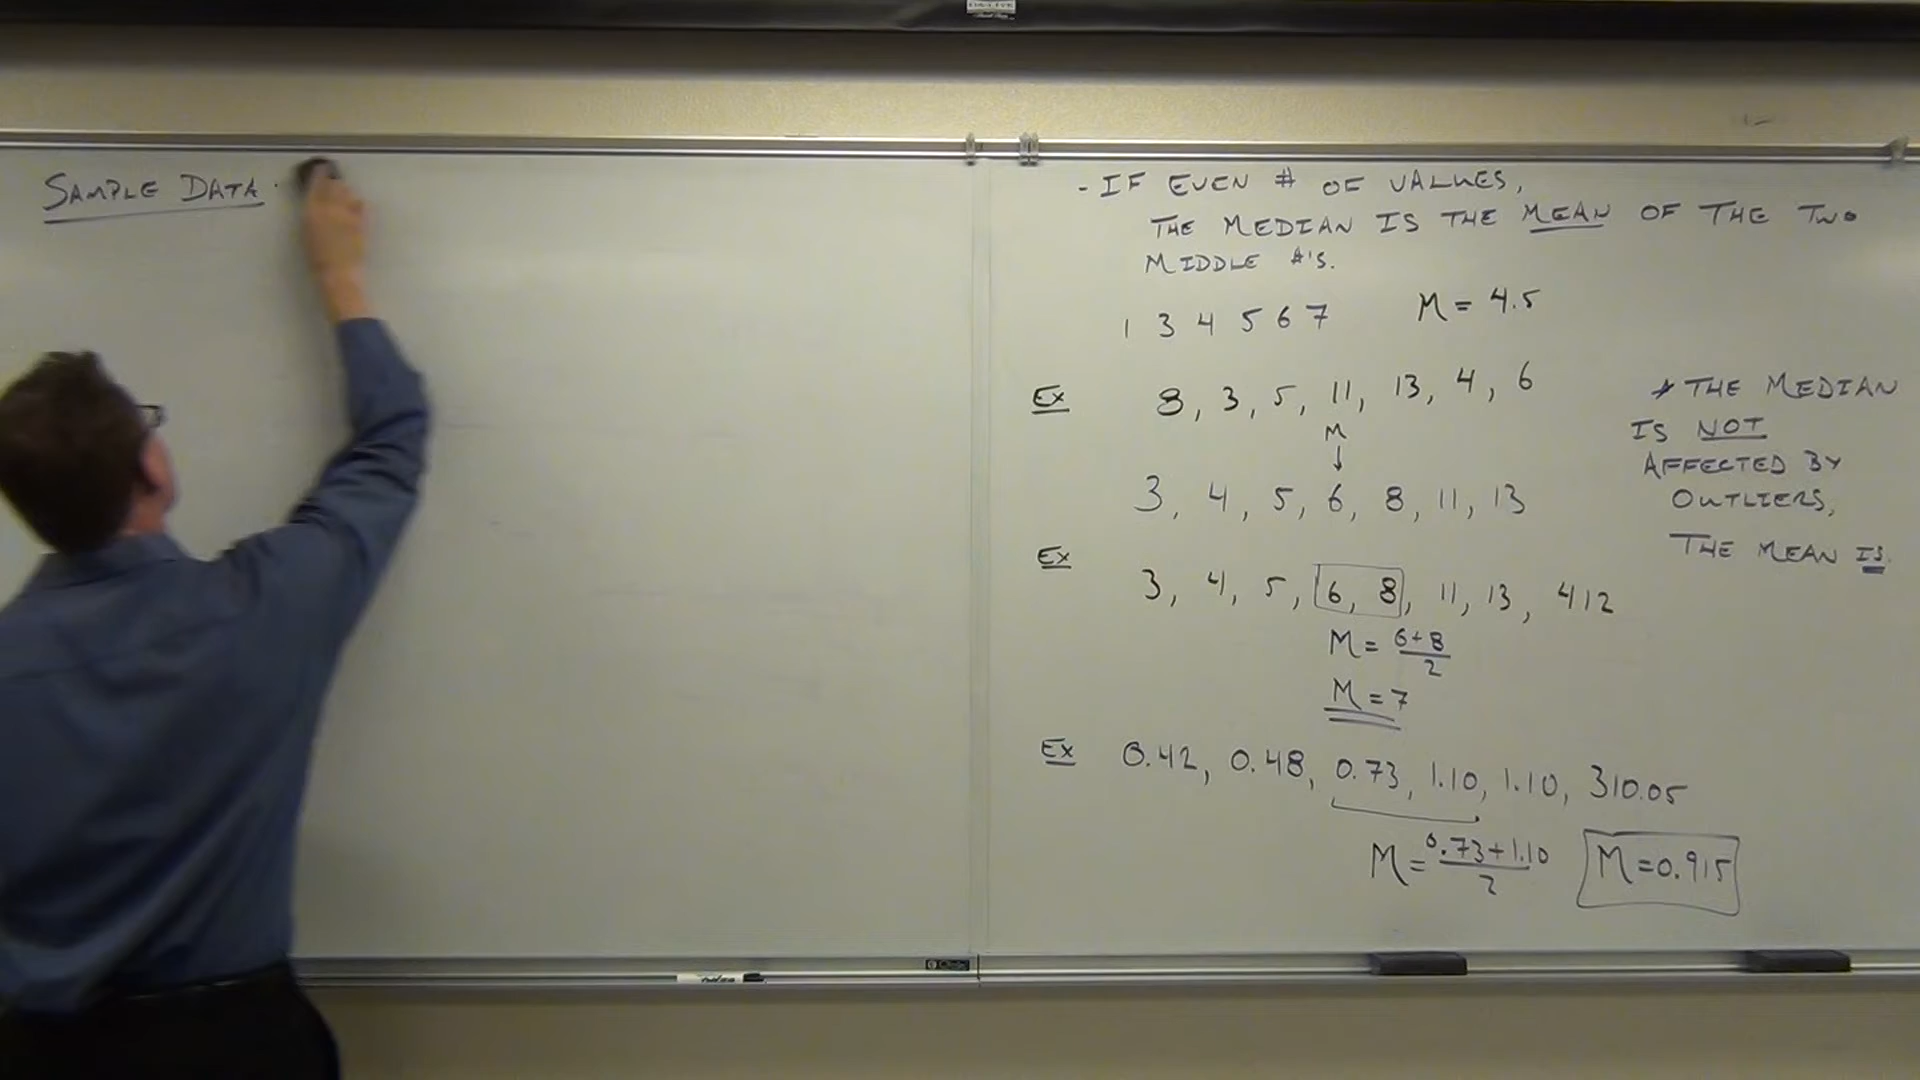 SAMPLE DATA
- IF EVEN # OF VALUES,
THE MEDIAN IS THE MEAN OF THE TWO
MIDDLE #'S.
1 3 4 5 6 7 M = 4.5
Ex 8, 3, 5, 11, 13, 4, 6
M
↓
3, 4, 5, 6, 8, 11, 13
* THE MEDIAN
IS NOT
AFFECTED BY
OUTLIERS,
THE MEAN IS.
Ex 3, 4, 5, 6, 8, 11, 13, 412
M = 6+8/2
M = 7
Ex 0.42, 0.48, 0.73, 1.10, 1.10, 310.05
M = 0.73+1.10/2 M=0.915